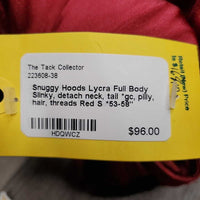 The Tack Collector
223608-38
Snuggy Hoods Lycra Full Body
Slinky, detach neck, tail *gc, pilly,
hair, threads Red S *53-58"
HDQWCZ
$96.00
Price